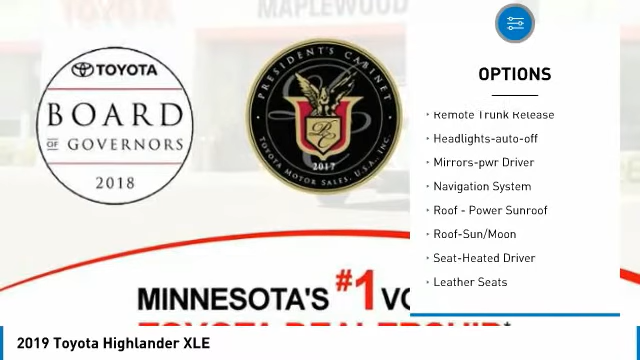 MAPLEWOOD
TOYOTA
BOARD
OF GOVERNORS
2018
PRESIDENT'S CABINET
2017
TOYOTA MOTOR SALES, U.S.A., INC.
OPTIONS
Remote Trunk Release
Headlights-auto-off
Mirrors-pwr Driver
Navigation System
Roof - Power Sunroof
Roof-Sun/Moon
Seat-Heated Driver
Leather Seats
MINNESOTA'S #1 VO
TOYOTA DEALERSHIP*
2019 Toyota Highlander XLE